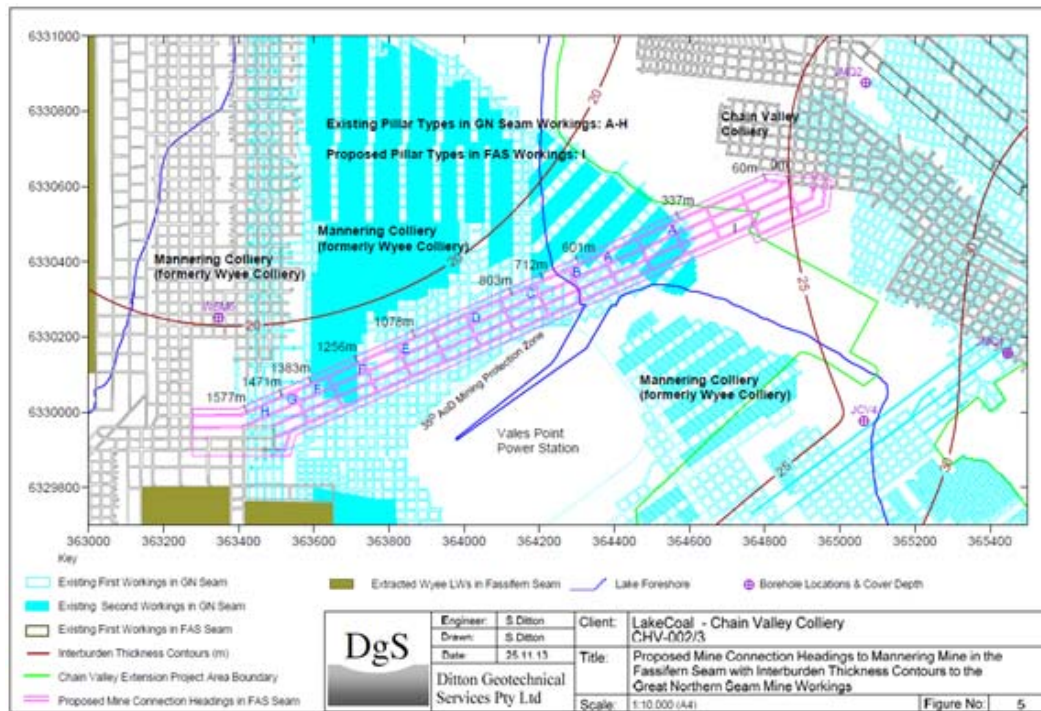 6331000
6330800
6330600
6330400
6330200
6330000
6329800
363000 363200 363400 363600 363800 364000 364200 364400 364600 364800 365000 365200 365400
Existing Pillar Types in GN Seam Workings: A-H
Proposed Pillar Types in FAS Workings: I
Chain Valley
Colliery
Mannering Colliery
(formerly Wyee Colliery)
Mannering Colliery
(formerly Wyee Colliery)
Mannering Colliery
(formerly Wyee Colliery)
Vales Point
Power Station
AoD Mining Protection Zone
20
20
20
25
25
30
JCV4
60m
337m
601m
712m
803m
1078m
1256m
1383m
1471m
1577m
A
A
B
C
D
E
F
F
G
H
I
Key
Existing First Workings in GN Seam
Existing Second Workings in GN Seam
Existing First Workings in FAS Seam
Interburden Thickness Contours (m)
Chain Valley Extension Project Area Boundary
Proposed Mine Connection Headings in FAS Seam
Extracted Wyee LWs in Fassifern Seam
Lake Foreshore
Borehole Locations & Cover Depth
DgS
Engineer: S.Ditton
Drawn: S.Ditton
Date: 25.11.13
Ditton Geotechnical
Services Pty Ltd
Client: LakeCoal - Chain Valley Colliery
CHV-002/3
Title: Proposed Mine Connection Headings to Mannering Mine in the
Fassifern Seam with Interburden Thickness Contours to the
Great Northern Seam Mine Workings
Scale: 1:10,000 (A4)
Figure No: 5